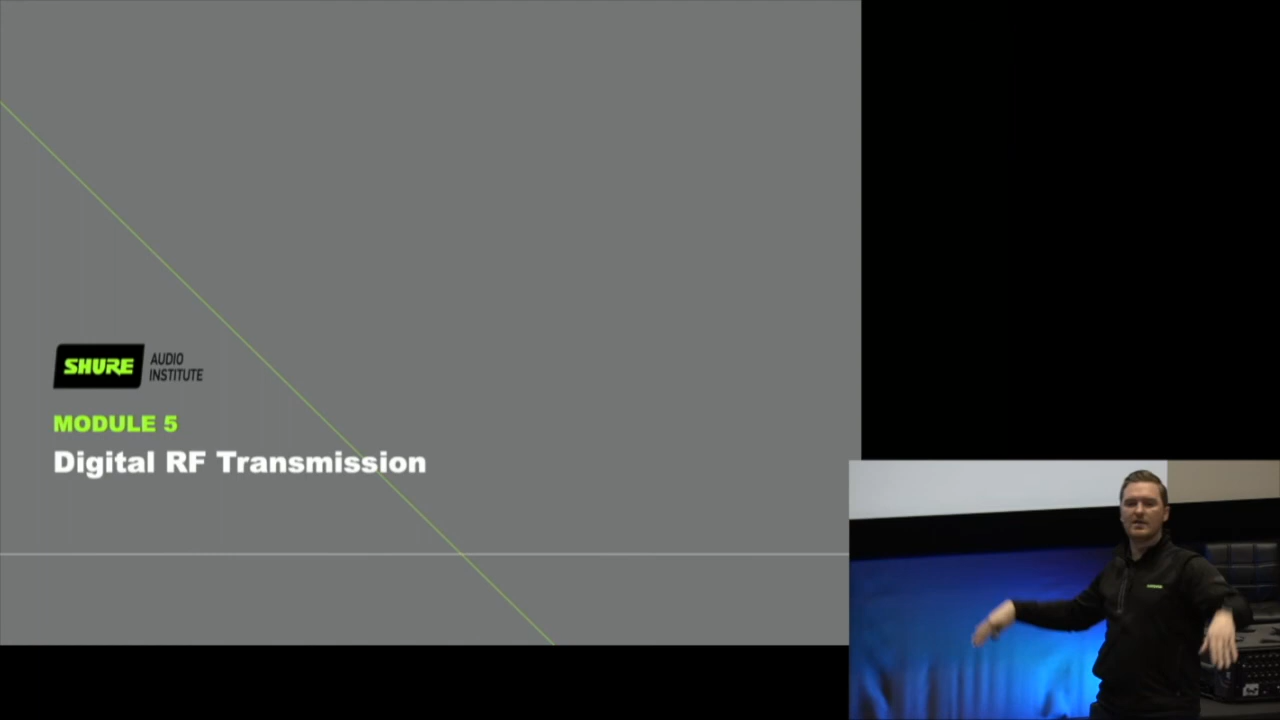 SHURE
AUDIO
INSTITUTE
MODULE 5
Digital RF Transmission